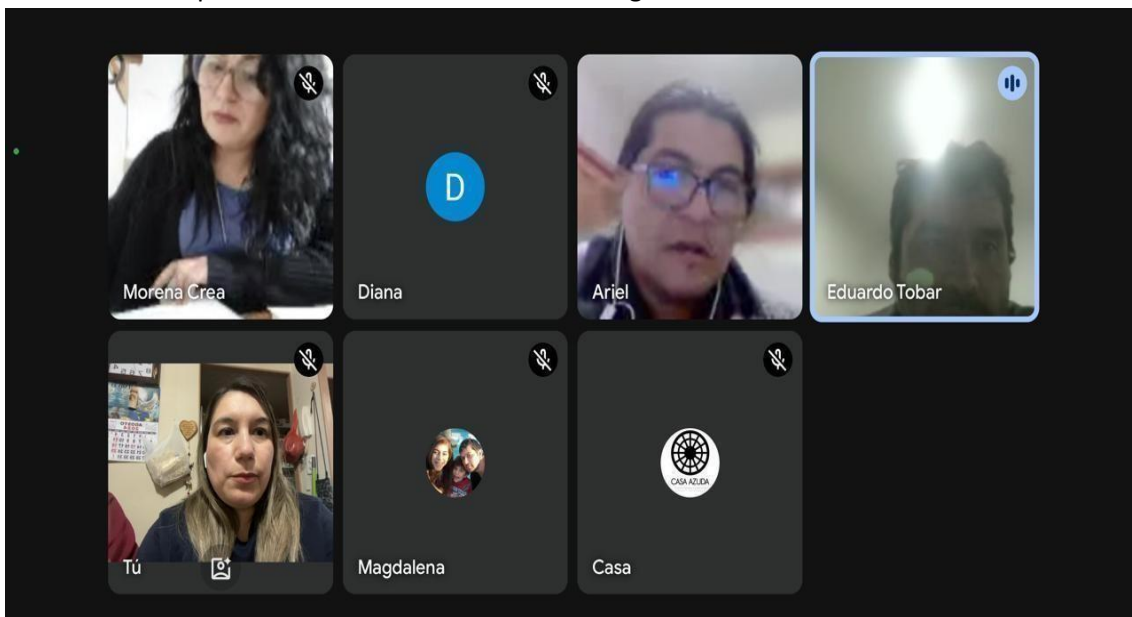 Morena Crea
D
Diana
Ariel
Eduardo Tobar
Tú
Magdalena
CASA AZUDA
Casa